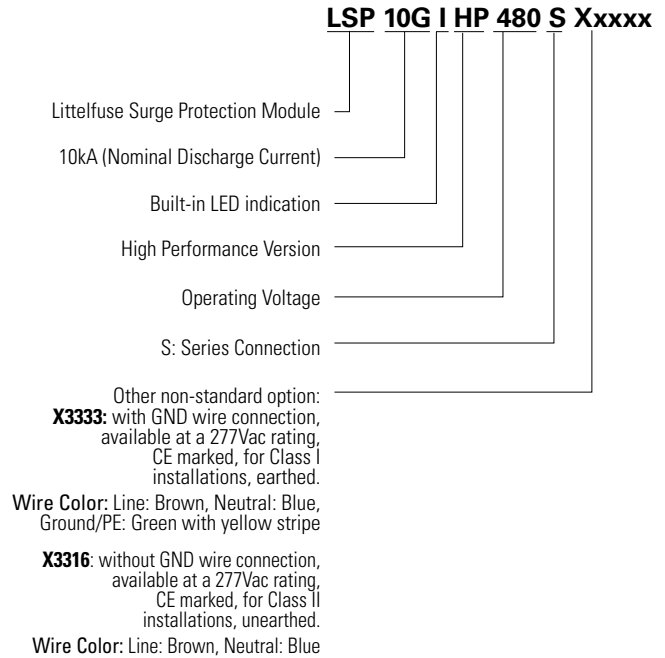 LSP 10G I HP 480 S Xxxxx
Littelfuse Surge Protection Module
10kA (Nominal Discharge Current)
Built-in LED indication
High Performance Version
Operating Voltage
S: Series Connection
Other non-standard option:
X3333: with GND wire connection,
available at a 277Vac rating,
CE marked, for Class I
installations, earthed.
Wire Color: Line: Brown, Neutral: Blue,
Ground/PE: Green with yellow stripe
X3316: without GND wire connection,
available at a 277Vac rating,
CE marked, for Class II
installations, unearthed.
Wire Color: Line: Brown, Neutral: Blue